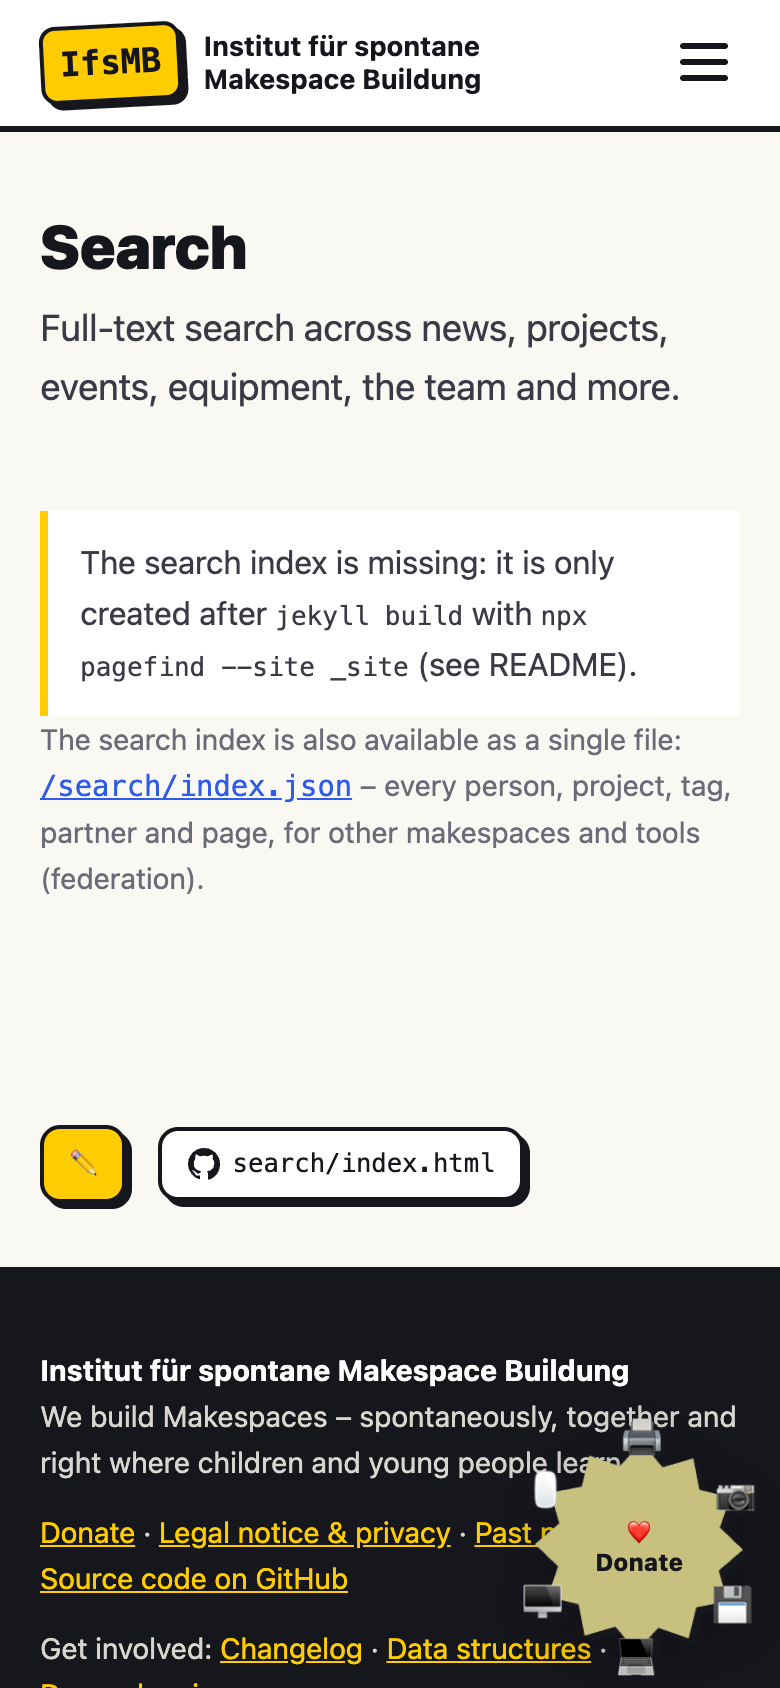 IfsMB
Institut für spontane
Makespace Buildung
Search
Full-text search across news, projects,
events, equipment, the team and more.
The search index is missing: it is only
created after jekyll build with npx
pagefind --site _site (see README).
The search index is also available as a single file:
/search/index.json – every person, project, tag,
partner and page, for other makespaces and tools
(federation).
search/index.html
Institut für spontane Makespace Buildung
We build Makespaces – spontaneously, together and
right where children and young people learn
Donate · Legal notice & privacy · Past
Source code on GitHub
Donate
Get involved: Changelog · Data structures ·